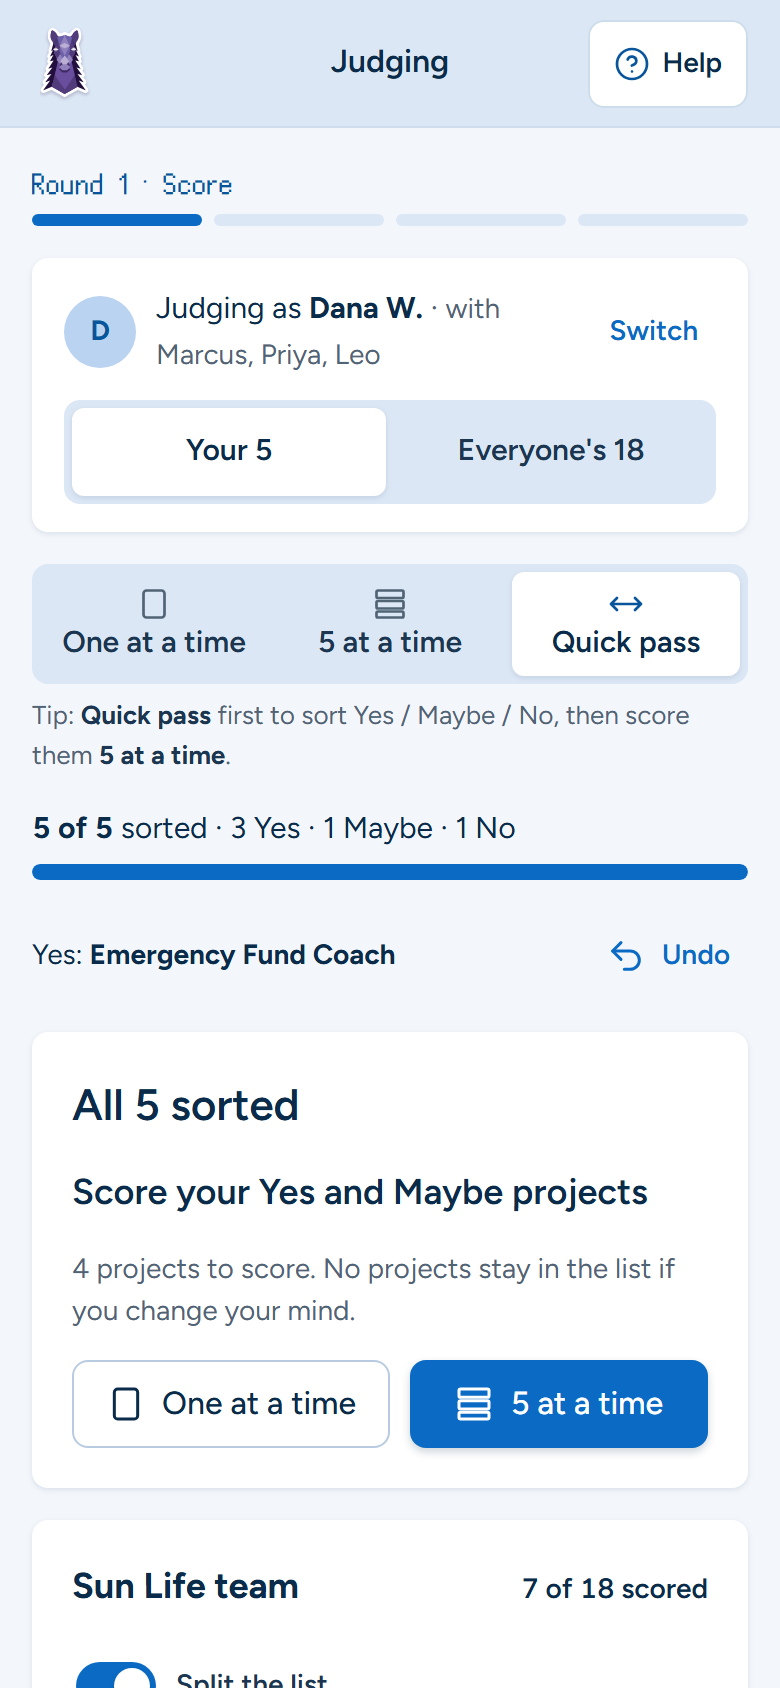 Judging
Help
Round 1 · Score
D
Judging as Dana W. · with
Marcus, Priya, Leo
Switch
Your 5
Everyone's 18
One at a time
5 at a time
Quick pass
Tip: Quick pass first to sort Yes / Maybe / No, then score
them 5 at a time.
5 of 5 sorted · 3 Yes · 1 Maybe · 1 No
Yes: Emergency Fund Coach
Undo
All 5 sorted
Score your Yes and Maybe projects
4 projects to score. No projects stay in the list if
you change your mind.
One at a time
5 at a time
Sun Life team
7 of 18 scored
Split the list